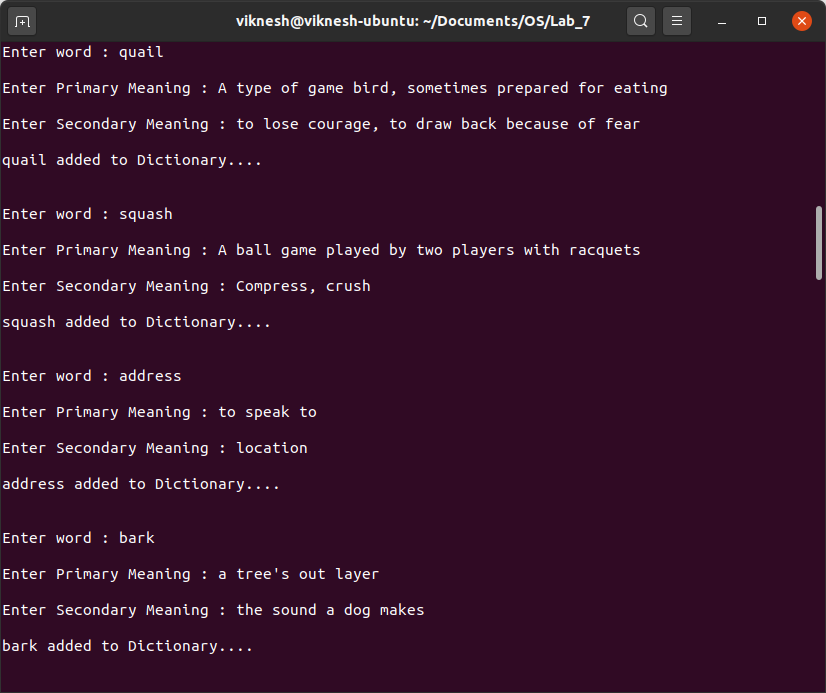 viknesh@viknesh-ubuntu: ~/Documents/OS/Lab_7
Enter word : quail
Enter Primary Meaning : A type of game bird, sometimes prepared for eating
Enter Secondary Meaning : to lose courage, to draw back because of fear
quail added to Dictionary....
Enter word : squash
Enter Primary Meaning : A ball game played by two players with racquets
Enter Secondary Meaning : Compress, crush
squash added to Dictionary....
Enter word : address
Enter Primary Meaning : to speak to
Enter Secondary Meaning : location
address added to Dictionary....
Enter word : bark
Enter Primary Meaning : a tree's out layer
Enter Secondary Meaning : the sound a dog makes
bark added to Dictionary....